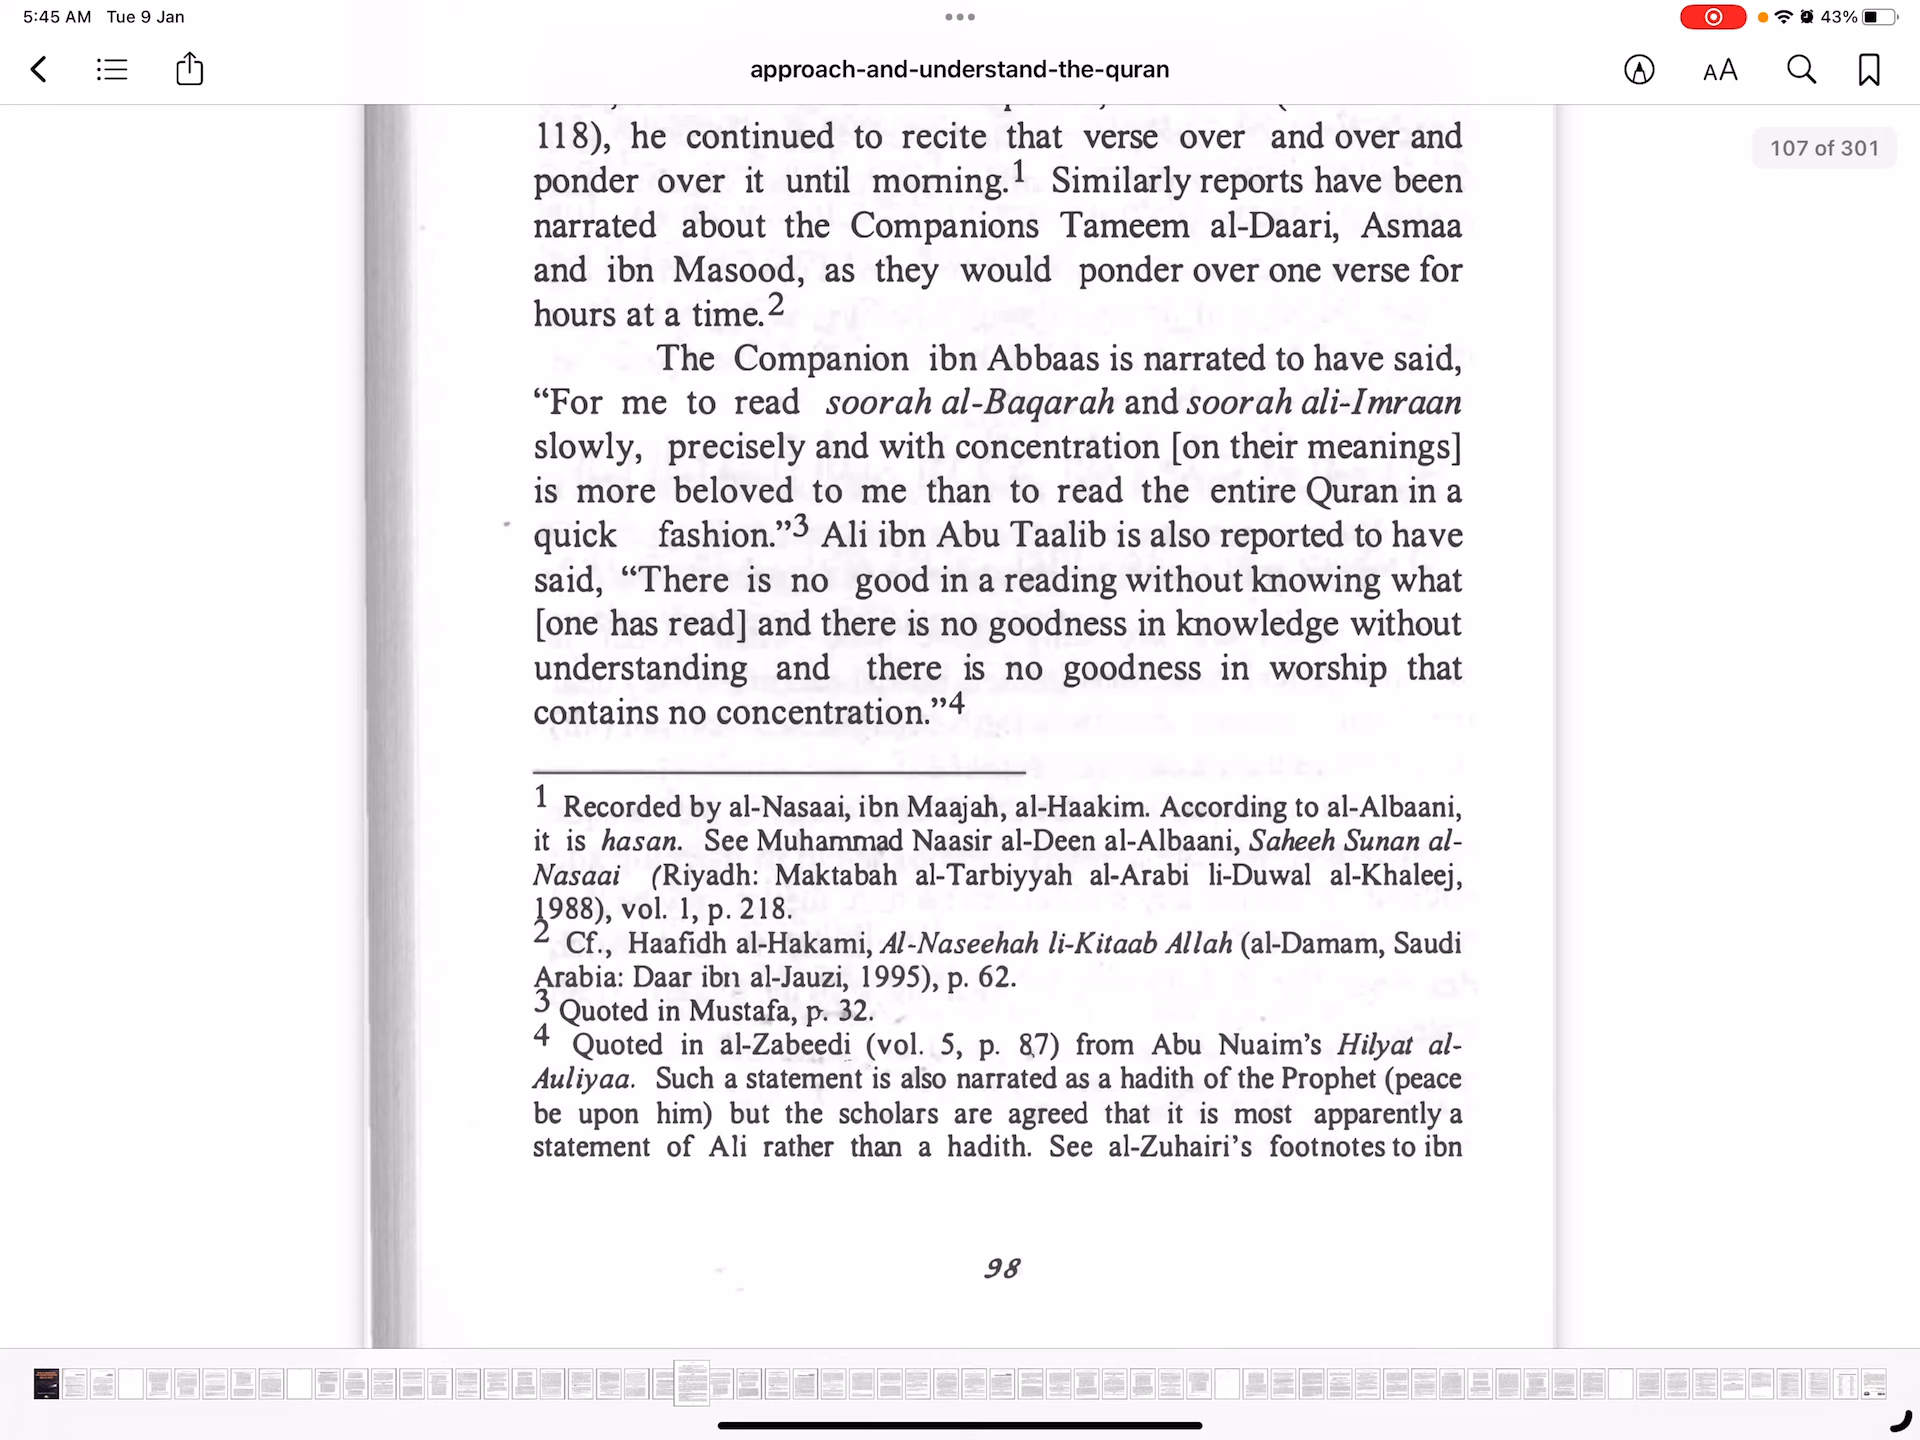 5:45 AM Tue 9 Jan
43%
approach-and-understand-the-quran
AA
107 of 301
118), he continued to recite that verse over and over and
ponder over it until morning.1 Similarly reports have been
narrated about the Companions Tameem al-Daari, Asmaa
and ibn Masood, as they would ponder over one verse for
hours at a time.2
The Companion ibn Abbaas is narrated to have said,
“For me to read soorah al-Baqarah and soorah ali-Imraan
slowly, precisely and with concentration [on their meanings]
is more beloved to me than to read the entire Quran in a
quick fashion.”3 Ali ibn Abu Taalib is also reported to have
said, “There is no good in a reading without knowing what
[one has read] and there is no goodness in knowledge without
understanding and there is no goodness in worship that
contains no concentration.”4
1 Recorded by al-Nasaai, ibn Maajah, al-Haakim. According to al-Albaani,
it is hasan. See Muhammad Naasir al-Deen al-Albaani, Saheeh Sunan al-
Nasaai (Riyadh: Maktabah al-Tarbiyyah al-Arabi li-Duwal al-Khaleej,
1988), vol. 1, p. 218.
2 Cf., Haafidh al-Hakami, Al-Naseehah li-Kitaab Allah (al-Damam, Saudi
Arabia: Daar ibn al-Jauzi, 1995), p. 62.
3 Quoted in Mustafa, p. 32.
4 Quoted in al-Zabeedi (vol. 5, p. 87) from Abu Nuaim’s Hilyat al-
Auliyaa. Such a statement is also narrated as a hadith of the Prophet (peace
be upon him) but the scholars are agreed that it is most apparently a
statement of Ali rather than a hadith. See al-Zuhairi’s footnotes to ibn
98